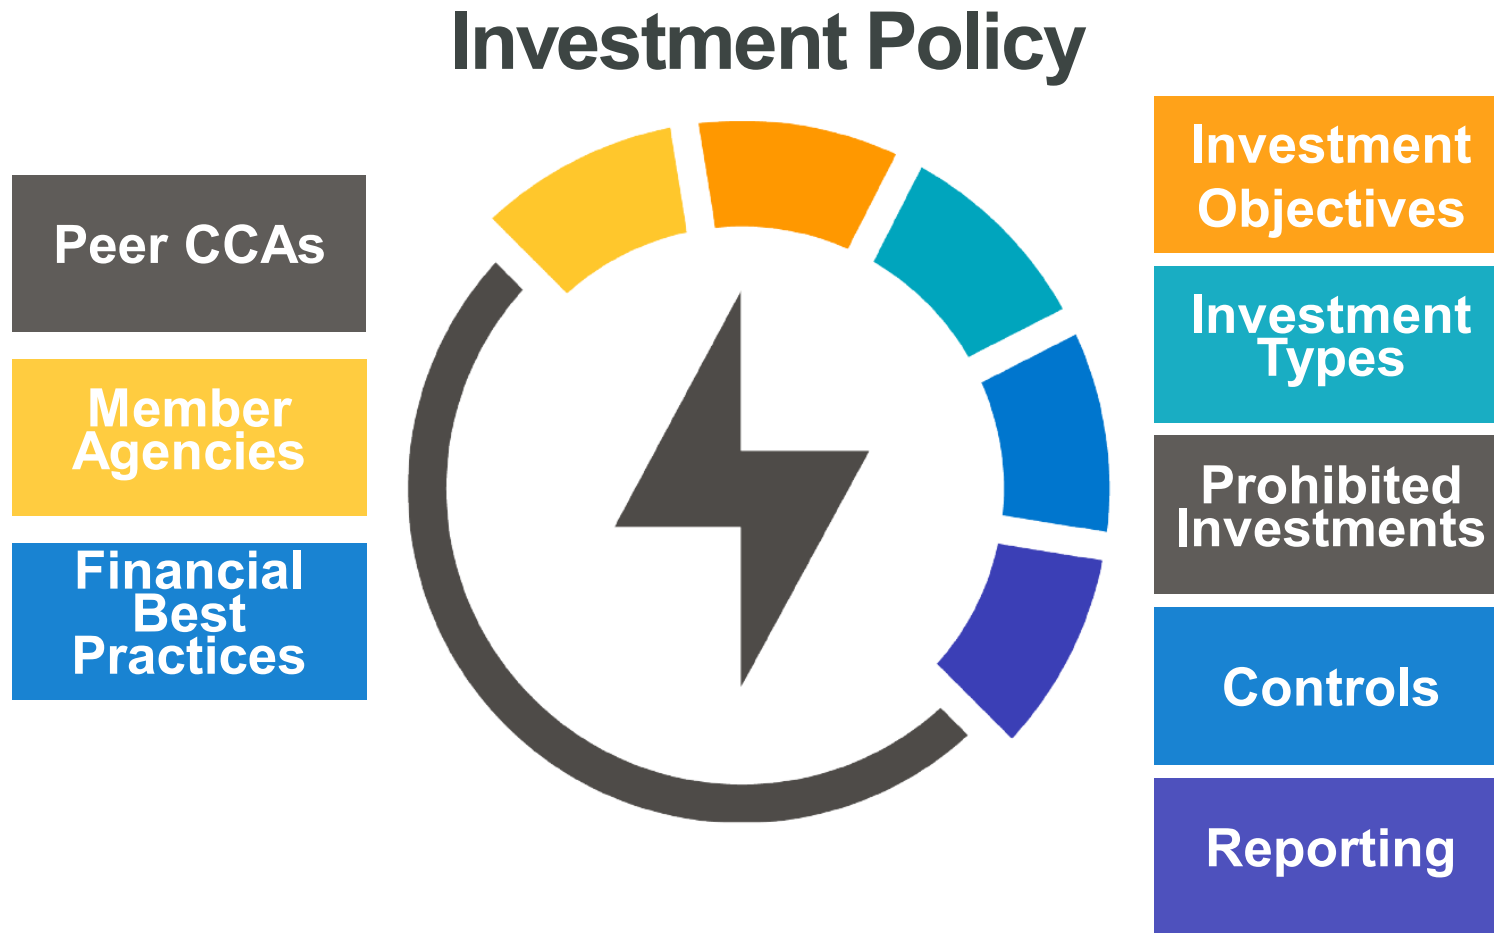 Investment Policy
Peer CCAs
Member
Agencies
Financial
Best
Practices
Investment
Objectives
Investment
Types
Prohibited
Investments
Controls
Reporting